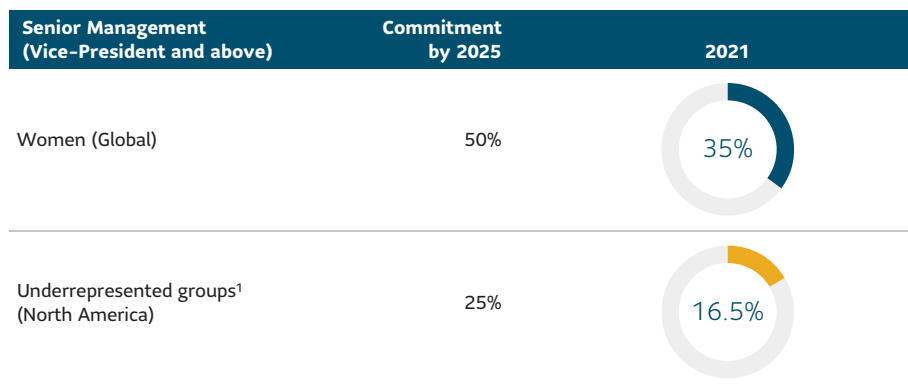 Senior Management
(Vice-President and above)
Commitment
by 2025
2021
Women (Global)
50%
35%
Underrepresented groups¹
(North America)
25%
16.5%